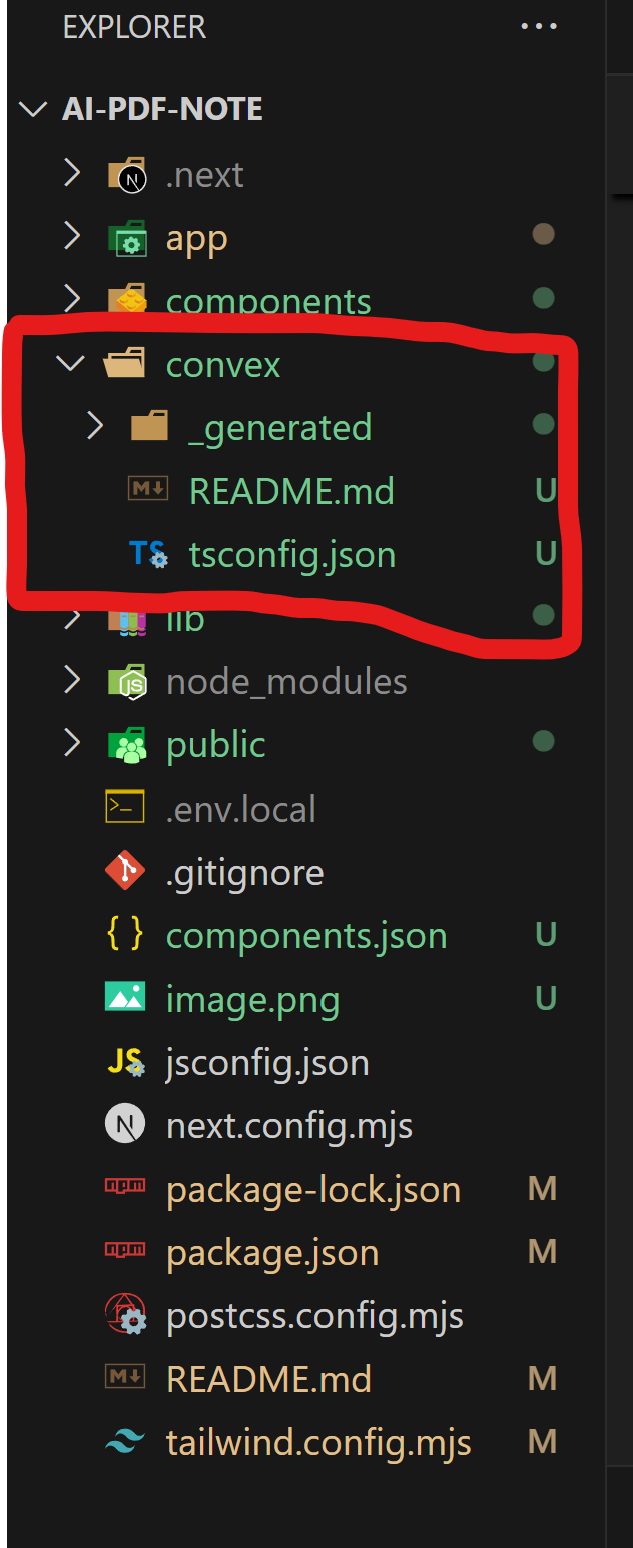 EXPLORER ...
AI-PDF-NOTE
.next
app
components
convex
_generated
README.md U
tsconfig.json U
lib
node_modules
public
.env.local
.gitignore
components.json U
image.png U
jsconfig.json
next.config.mjs
package-lock.json M
package.json M
postcss.config.mjs
README.md M
tailwind.config.mjs M